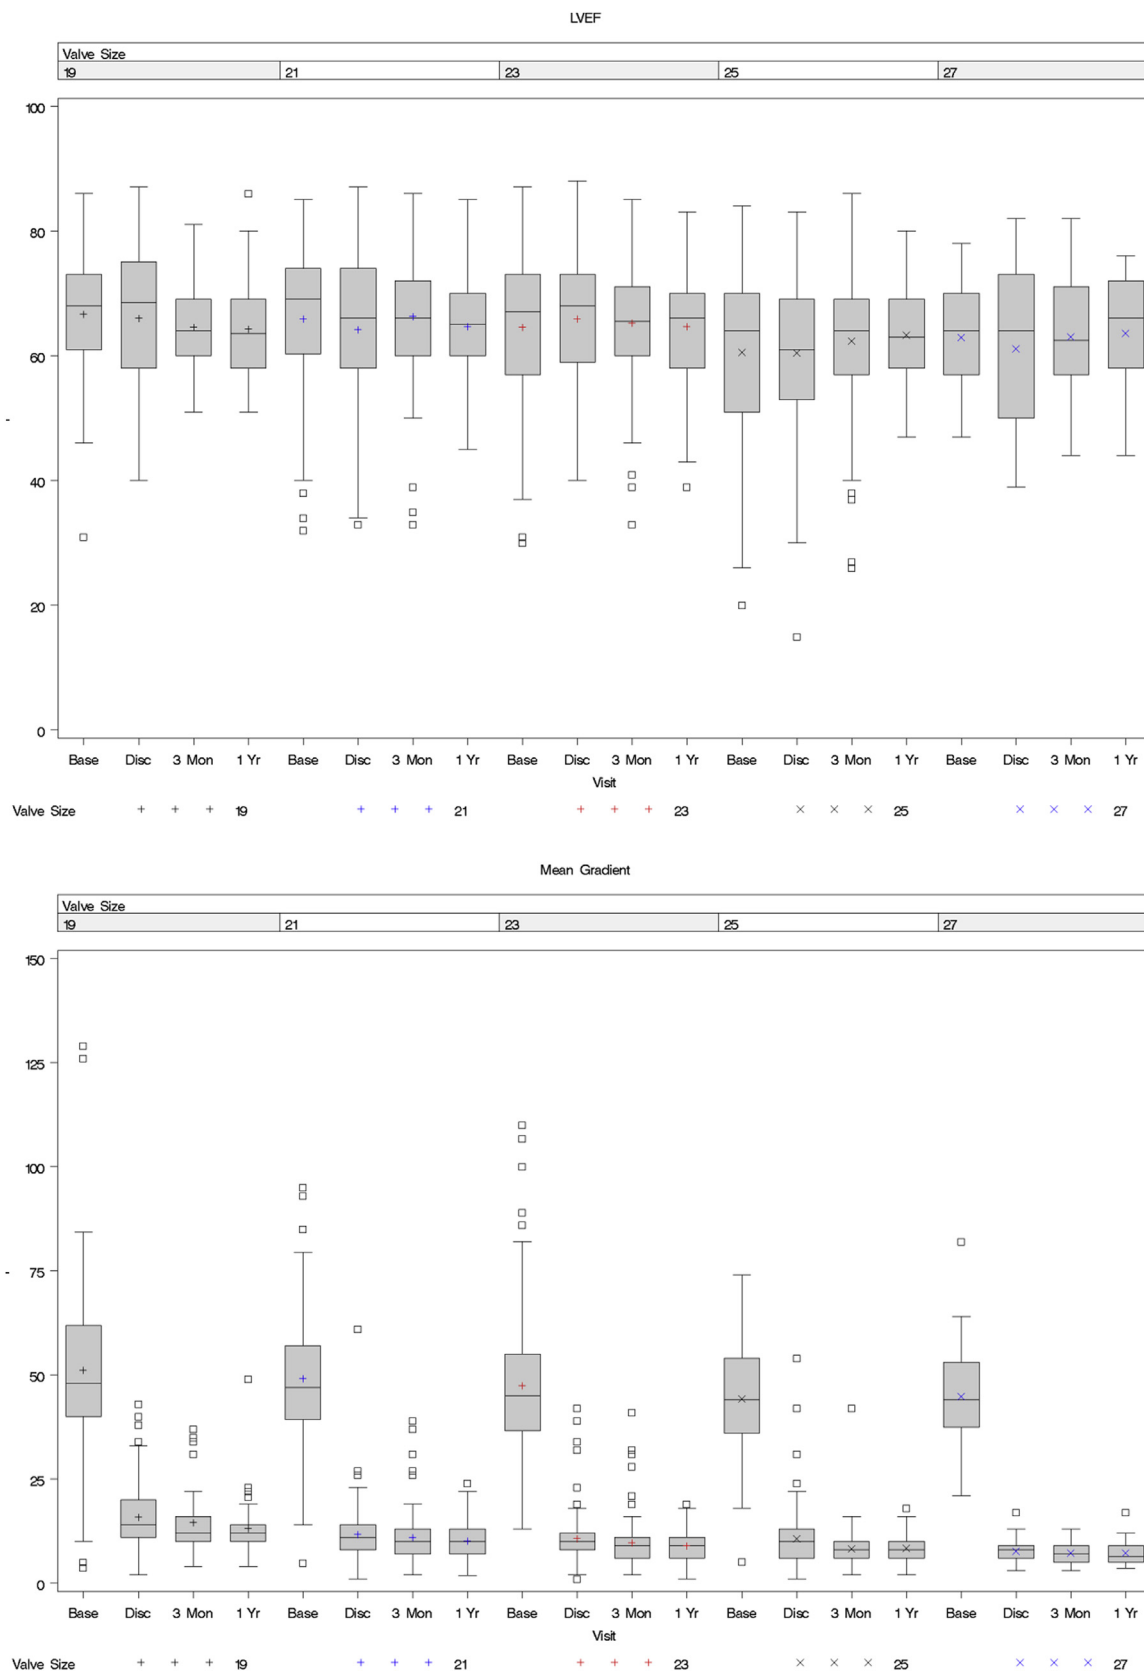 LVEF
Valve Size
19 21 23 25 27
100
80
60
40
20
0
Base Disc 3 Mon 1 Yr Base Disc 3 Mon 1 Yr Base Disc 3 Mon 1 Yr Base Disc 3 Mon 1 Yr Base Disc 3 Mon 1 Yr
Visit
Valve Size + + + 19 + + + 21 + + + 23 × × × 25 × × × 27
Mean Gradient
Valve Size
19 21 23 25 27
150
125
100
75
50
25
0
Base Disc 3 Mon 1 Yr Base Disc 3 Mon 1 Yr Base Disc 3 Mon 1 Yr Base Disc 3 Mon 1 Yr Base Disc 3 Mon 1 Yr
Visit
Valve Size + + + 19 + + + 21 + + + 23 × × × 25 × × × 27